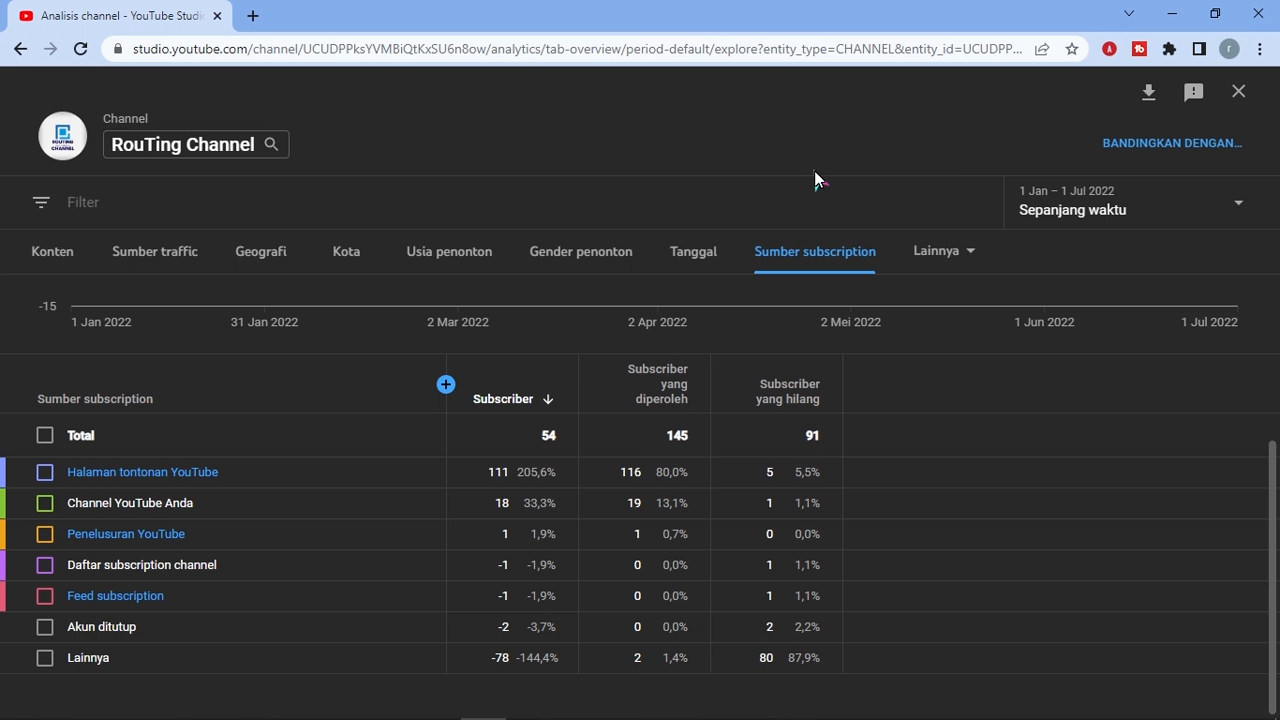 Analisis channel - YouTube Studio
studio.youtube.com/channel/UCUDPPksYVMBiQtKxSU6n8ow/analytics/tab-overview/period-default/explore?entity_type=CHANNEL&entity_id=UCUDPP...
Channel
RouTing Channel
ROUTING
CHANNEL
BANDINGKAN DENGAN...
Filter
1 Jan – 1 Jul 2022
Sepanjang waktu
Konten Sumber traffic Geografi Kota Usia penonton Gender penonton Tanggal Sumber subscription Lainnya
-15
1 Jan 2022 31 Jan 2022 2 Mar 2022 2 Apr 2022 2 Mei 2022 1 Jun 2022 1 Jul 2022
Sumber subscription Subscriber Subscriber yang diperoleh Subscriber yang hilang
Total 54 145 91
Halaman tontonan YouTube 111 205,6% 116 80,0% 5 5,5%
Channel YouTube Anda 18 33,3% 19 13,1% 1 1,1%
Penelusuran YouTube 1 1,9% 1 0,7% 0 0,0%
Daftar subscription channel -1 -1,9% 0 0,0% 1 1,1%
Feed subscription -1 -1,9% 0 0,0% 1 1,1%
Akun ditutup -2 -3,7% 0 0,0% 2 2,2%
Lainnya -78 -144,4% 2 1,4% 80 87,9%